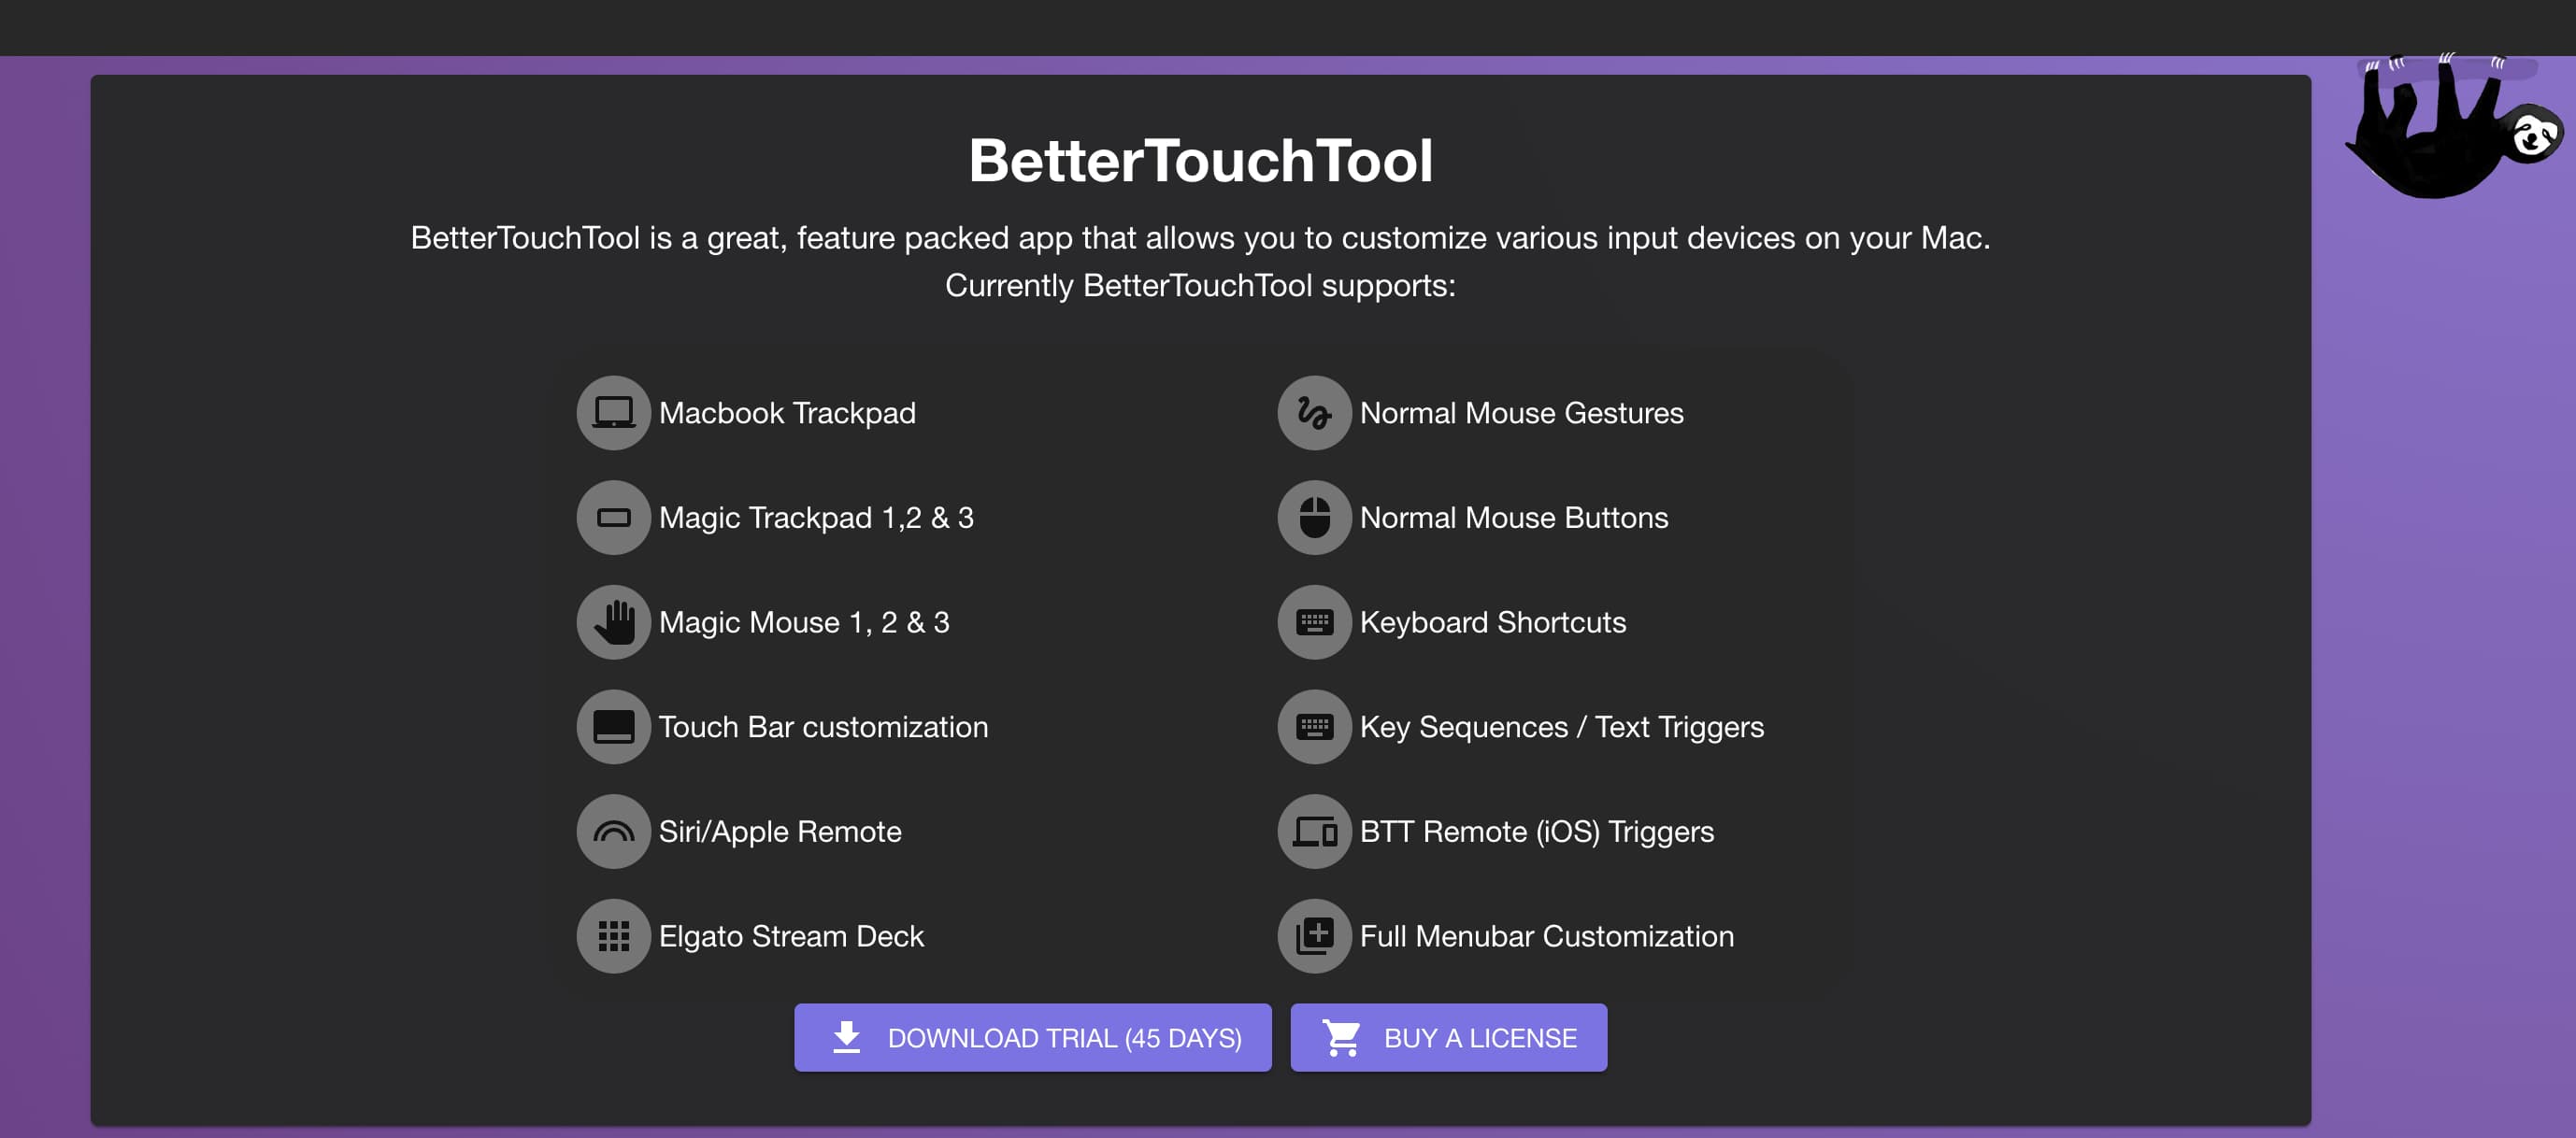 BetterTouchTool
BetterTouchTool is a great, feature packed app that allows you to customize various input devices on your Mac.
Currently BetterTouchTool supports:
Macbook Trackpad
Magic Trackpad 1,2 & 3
Magic Mouse 1, 2 & 3
Touch Bar customization
Siri/Apple Remote
Elgato Stream Deck
Normal Mouse Gestures
Normal Mouse Buttons
Keyboard Shortcuts
Key Sequences / Text Triggers
BTT Remote (iOS) Triggers
Full Menubar Customization
DOWNLOAD TRIAL (45 DAYS)
BUY A LICENSE